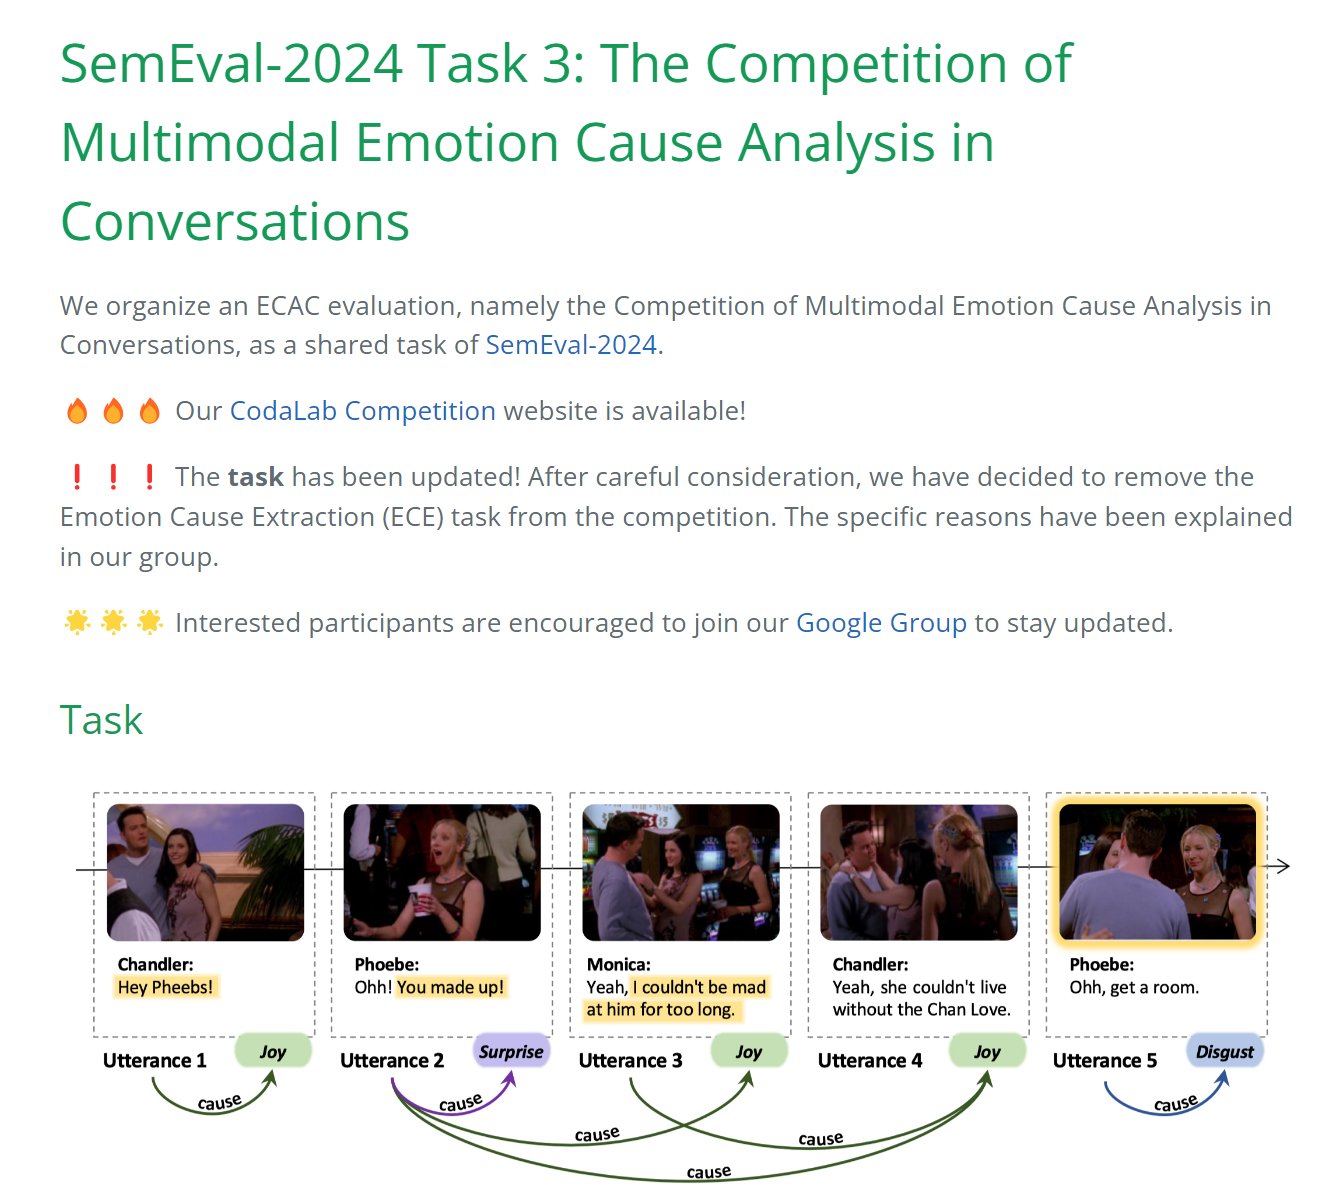 SemEval-2024 Task 3: The Competition of
Multimodal Emotion Cause Analysis in
Conversations
We organize an ECAC evaluation, namely the Competition of Multimodal Emotion Cause Analysis in
Conversations, as a shared task of SemEval-2024.
🔥 🔥 🔥 Our CodaLab Competition website is available!
❗ ❗ ❗ The task has been updated! After careful consideration, we have decided to remove the
Emotion Cause Extraction (ECE) task from the competition. The specific reasons have been explained
in our group.
🌟 🌟 🌟 Interested participants are encouraged to join our Google Group to stay updated.
Task
Chandler:
Hey Pheebs!
Utterance 1
Joy
Phoebe:
Ohh! You made up!
Utterance 2
Surprise
Monica:
Yeah, I couldn't be mad
at him for too long.
Utterance 3
Joy
Chandler:
Yeah, she couldn't live
without the Chan Love.
Utterance 4
Joy
Phoebe:
Ohh, get a room.
Utterance 5
Disgust
cause
cause
cause
cause
cause
cause